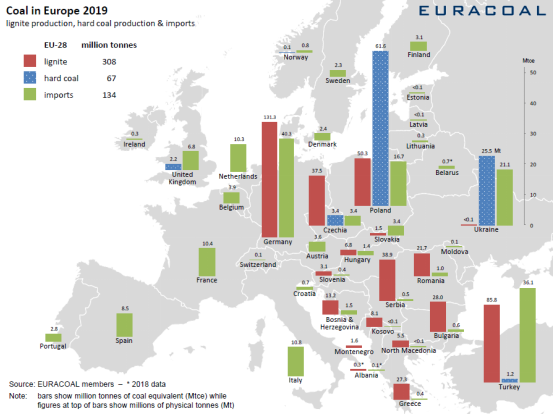 Coal in Europe 2019
lignite production, hard coal production & imports
EURACOAL
EU-28 million tonnes
lignite 308
hard coal 67
imports 134
Mtce
50
40
30
20
10
0
0.1 0.8
Norway
2.3
Sweden
3.1
Finland
<0.1
Estonia
<0.1
Latvia
0.3
Lithuania
0.7*
Belarus
0.3
Ireland
2.2 6.8
United
Kingdom
10.3
Netherlands
3.9
Belgium
2.4
Denmark
121.3 40.3
Germany
37.5 3.4 3.4
Czechia
50.3 61.6 16.7
Poland
<0.1 25.5 Mt 21.1
Ukraine
1.5 3.4
Slovakia
3.6
Austria
6.8 1.4
Hungary
0.1
Moldova
10.4
France
0.1
Switzerland
3.1 0.4
Slovenia
0.7
Croatia
38.9 0.5
Serbia
21.7 1.0
Romania
13.2 1.5
Bosnia &
Herzegovina
8.1 <0.1
Kosovo
28.0 0.6
Bulgaria
2.8
Portugal
8.5
Spain
10.8
Italy
1.6
Montenegro
5.5 <0.1
North Macedonia
0.3* 0.1*
Albania
27.3 0.4
Greece
85.8 1.2 36.1
Turkey
Source: EURACOAL members – * 2018 data
Note: bars show million tonnes of coal equivalent (Mtce) while
figures at top of bars show millions of physical tonnes (Mt)